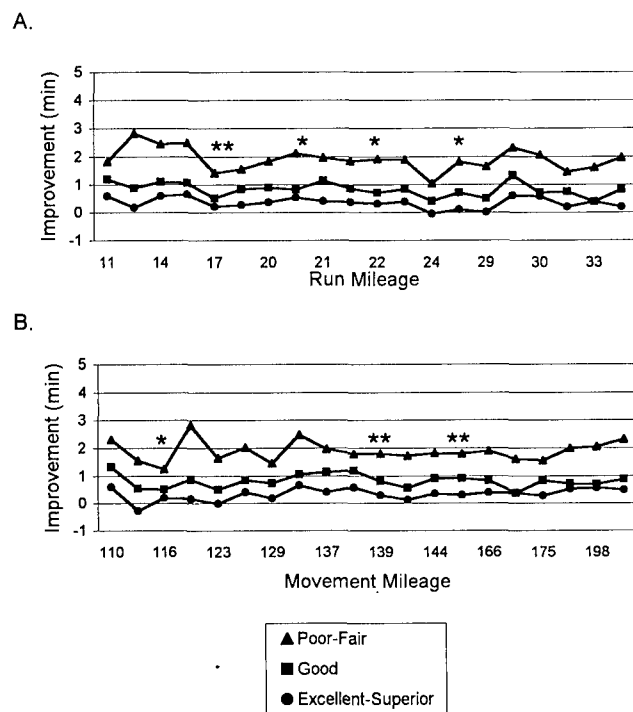 A.
Improvement (min)
5
4
3
2
1
0
-1
** * * *
11 14 17 20 21 22 24 29 30 33
Run Mileage
B.
Improvement (min)
5
4
3
2
1
0
-1
* ** **
110 116 123 129 137 139 144 166 175 198
Movement Mileage
Poor-Fair
Good
Excellent-Superior